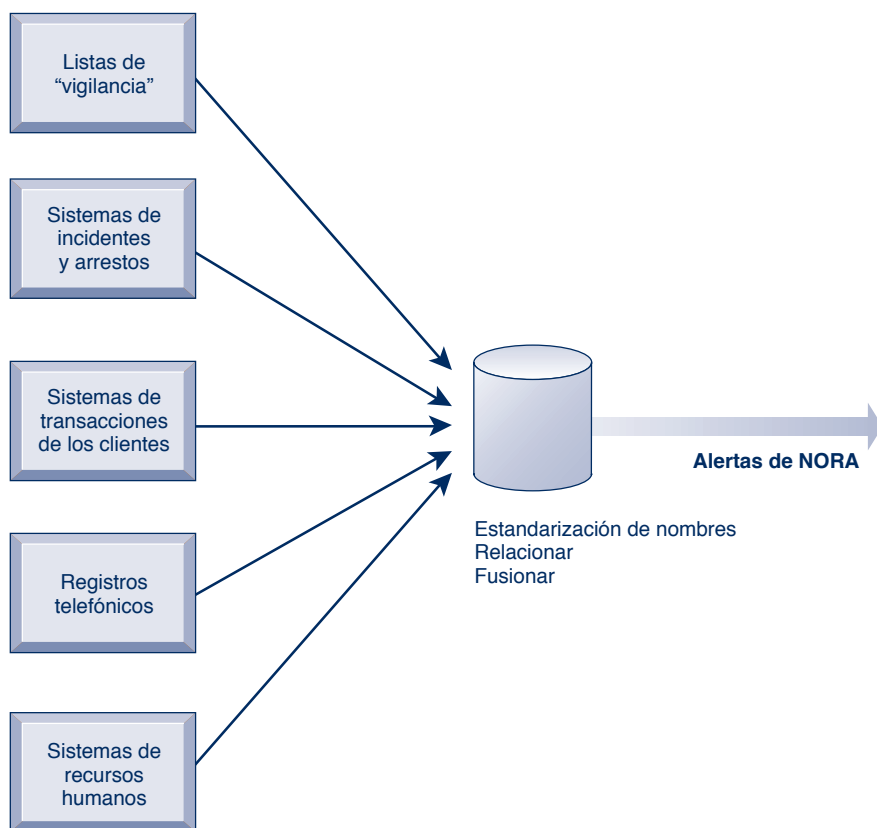 Listas de
“vigilancia”
Sistemas de
incidentes
y arrestos
Sistemas de
transacciones
de los clientes
Registros
telefónicos
Sistemas de
recursos
humanos
Estandarización de nombres
Relacionar
Fusionar
Alertas de NORA